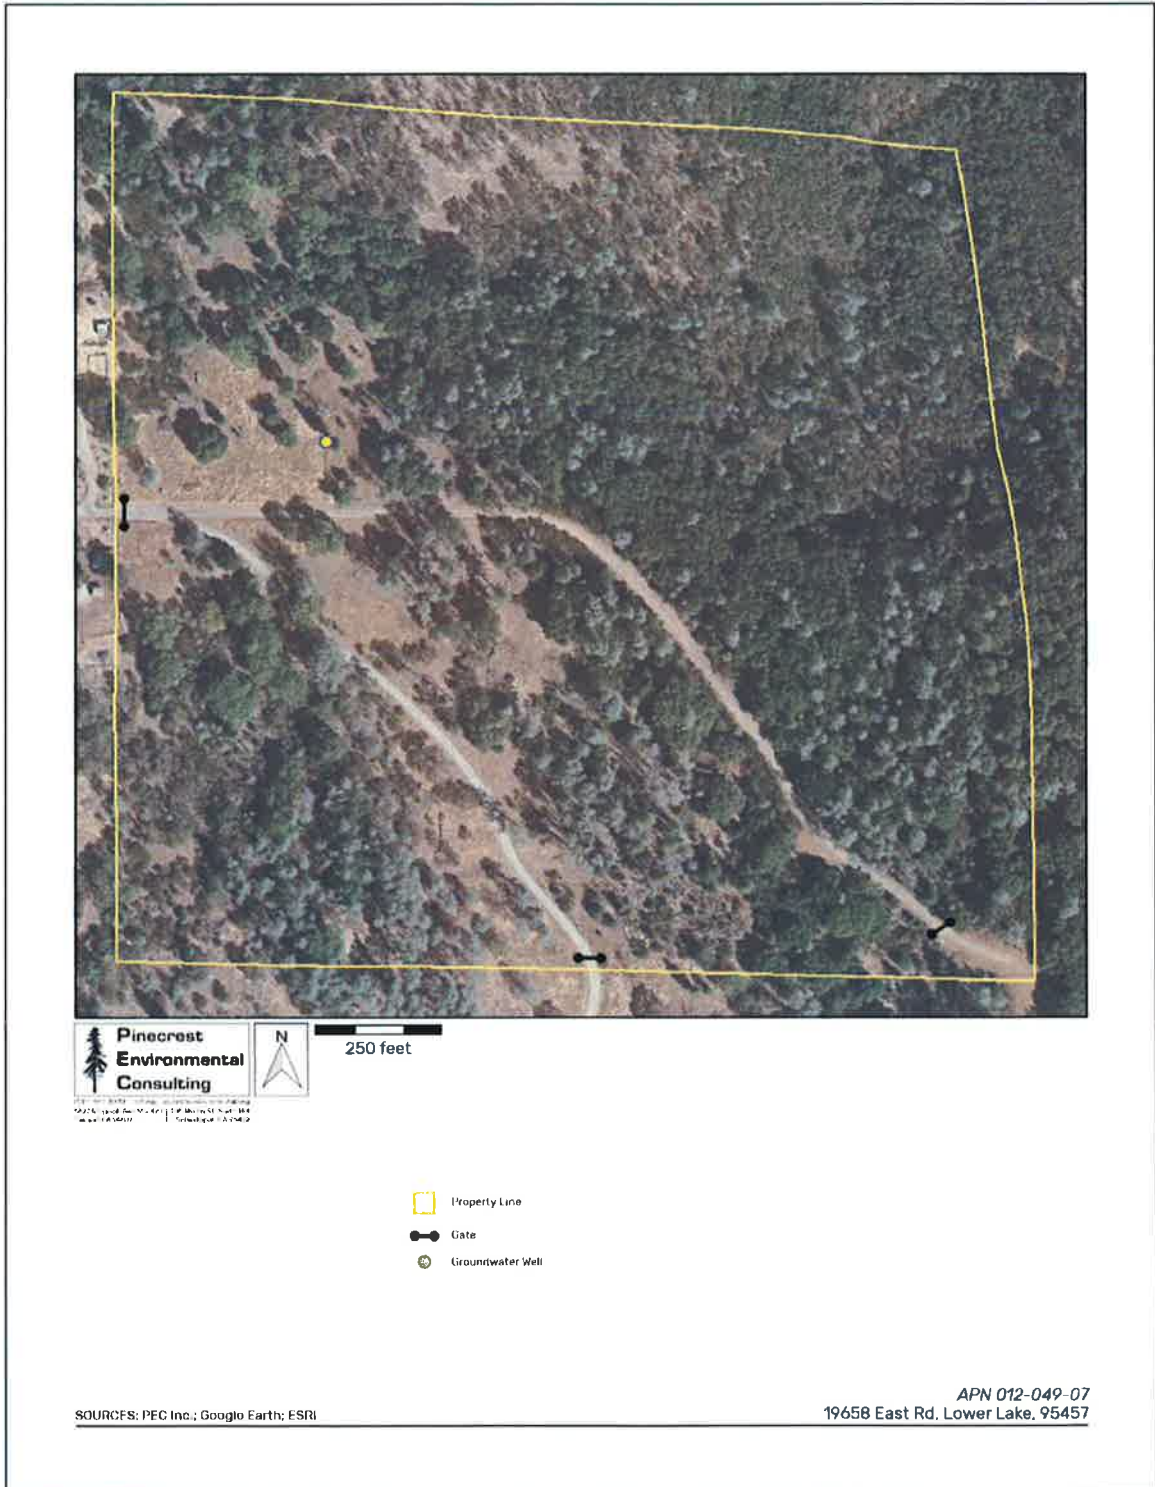 Pinecrest
Environmental
Consulting
N
250 feet
Property Line
Gate
Groundwater Well
SOURCES: PEC Inc.; Google Earth; ESRI
APN 012-049-07
19658 East Rd, Lower Lake, 95457